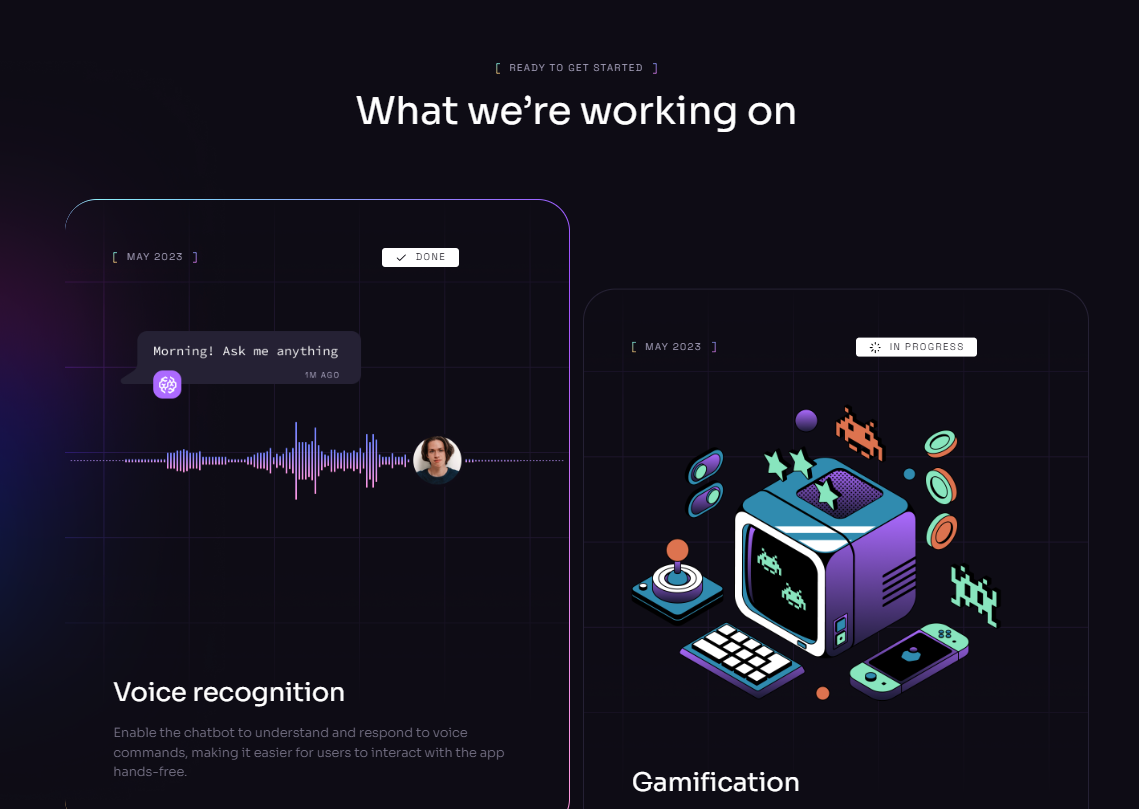 [ READY TO GET STARTED ]
What we’re working on
[ MAY 2023 ]
DONE
Morning! Ask me anything
1M AGO
Voice recognition
Enable the chatbot to understand and respond to voice
commands, making it easier for users to interact with the app
hands-free.
[ MAY 2023 ]
IN PROGRESS
Gamification